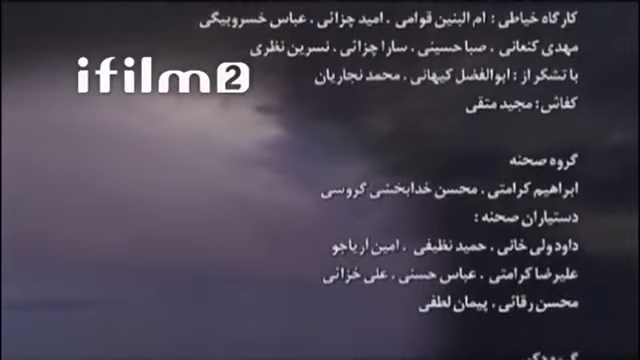 کارگاه خیاطی : ام البنین قوامی . امید چزانی . عباس خسروبیگی
مهدی کنعانی . صبا حسینی . سارا چزانی . نسرین نظری
با تشکر از : ابوالفضل کیهانی . محمد نجاریان
کفاش: مجید متقی
ifilm2
گروه صحنه
ابراهیم کرامتی . محسن خدابخشی گروسی
دستیاران صحنه :
داود ولی خانی . حمید نظیفی . امین آریاجو
علیرضا کرامتی . عباس حسنی . علی خزائی
محسن رقائی . پیمان لطفی